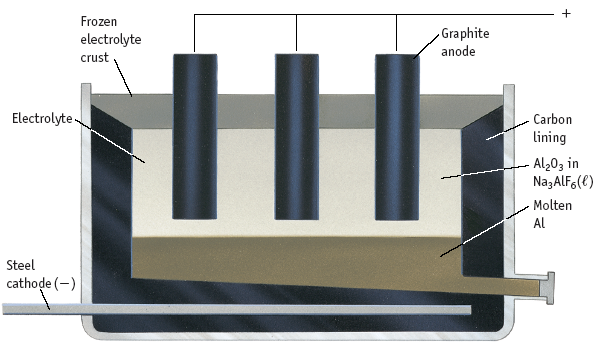 +
Frozen
electrolyte
crust
Graphite
anode
Electrolyte
Carbon
lining
Al₂O₃ in
Na₃AlF₆(ℓ)
Molten
Al
Steel
cathode (−)